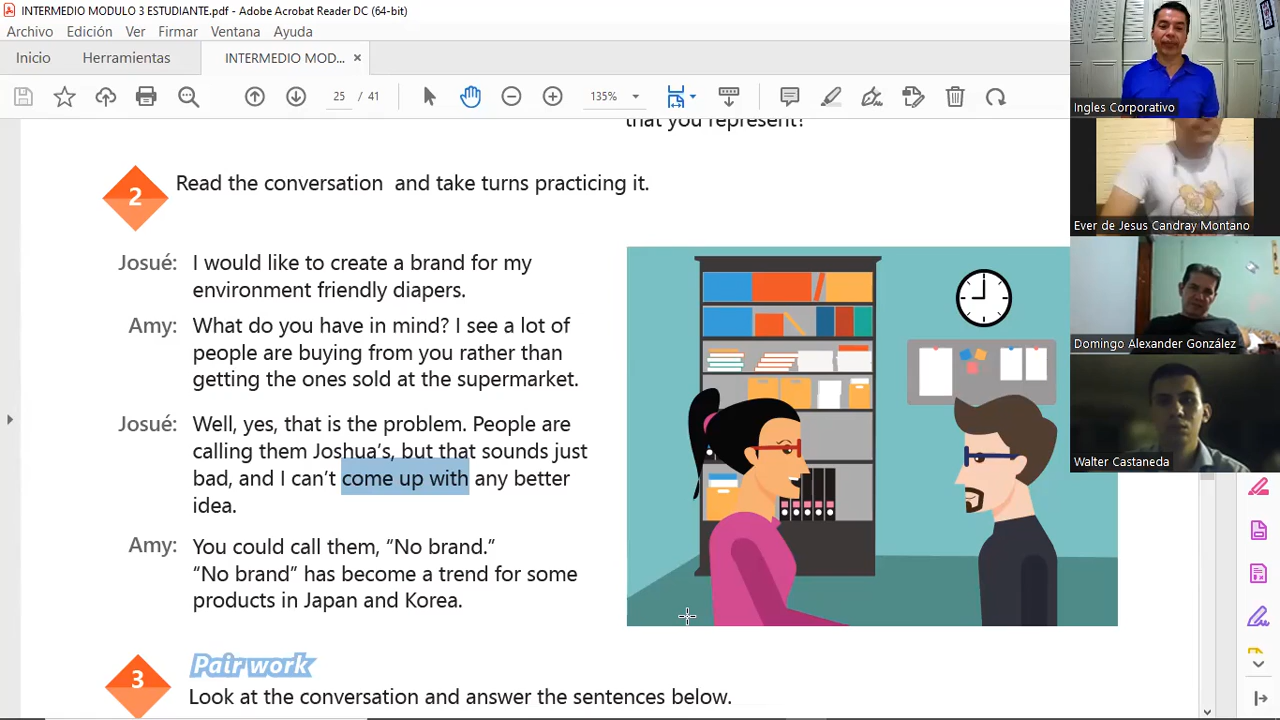 INTERMEDIO MODULO 3 ESTUDIANTE.pdf - Adobe Acrobat Reader DC (64-bit)
Archivo Edición Ver Firmar Ventana Ayuda
Inicio Herramientas INTERMEDIO MOD... ×
25 / 41 135%
that you represent?
2 Read the conversation and take turns practicing it.
Josué: I would like to create a brand for my
environment friendly diapers.
Amy: What do you have in mind? I see a lot of
people are buying from you rather than
getting the ones sold at the supermarket.
Josué: Well, yes, that is the problem. People are
calling them Joshua's, but that sounds just
bad, and I can't come up with any better
idea.
Amy: You could call them, “No brand.”
“No brand” has become a trend for some
products in Japan and Korea.
3 Pair work
Look at the conversation and answer the sentences below.
Ingles Corporativo
Ever de Jesus Candray Montano
Domingo Alexander González
Walter Castaneda